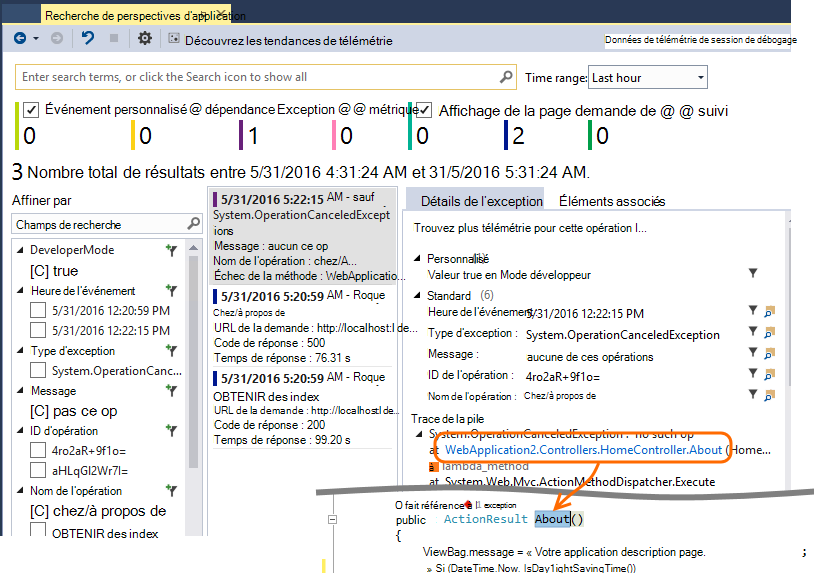 Recherche de perspectives d'application
Découvrez les tendances de télémétrie
Données de télémétrie de session de débogage
Enter search terms, or click the Search icon to show all
Time range: Last hour
Événement personnalisé @ dépendance Exception @ @ métrique
Affichage de la page demande de @ @ suivi
0 0 1 0 0 2 0
3 Nombre total de résultats entre 5/31/2016 4:31:24 AM et 31/5/2016 5:31:24 AM.
Affiner par
Champs de recherche
DeveloperMode
[C] true
Heure de l'événement
5/31/2016 12:20:59 PM
5/31/2016 12:22:15 PM
Type d'exception
System.OperationCanc...
Message
[C] pas ce op
ID d'opération
4ro2aR+9f1o=
aHLqGI2Wr7I=
Nom de l'opération
[C] chez/à propos de
OBTENIR des index
5/31/2016 5:22:15 AM - sauf
System.OperationCanceledExcept
ions
Message : aucun ce op
Nom de l'opération : chez/A...
Échec de la méthode : WebApplicatio...
5/31/2016 5:20:59 AM - Roque
Chez/à propos de
URL de la demande : http://localhost:l de...
Code de réponse : 500
Temps de réponse : 76.31 s
5/31/2016 5:20:59 AM - Roque
OBTENIR des index
URL de la demande : http://localhost:l de...
Code de réponse : 200
Temps de réponse : 99.20 s
Détails de l'exception
Éléments associés
Trouvez plus télémétrie pour cette opération I...
Personnalisé
Valeur true en Mode développeur
Standard (6)
Heure de l'événement 5/31/2016 12:22:15 PM
Type d'exception : System.OperationCanceledException
Message : aucune de ces opérations
ID de l'opération : 4ro2aR+9f1o=
Nom de l'opération : Chez/à propos de
Trace de la pile
System.OperationCanceledException : no such op
at WebApplication2.Controllers.HomeController.About (Home...
lambda_method
at System.Web.Mvc.ActionMethodDispatcher.Execute
O fait référence à | 1 exception
public ActionResult About()
{
ViewBag.message = « Votre application description page. ;
» Si (DateTime.Now. IsDay1ightSavingTime())